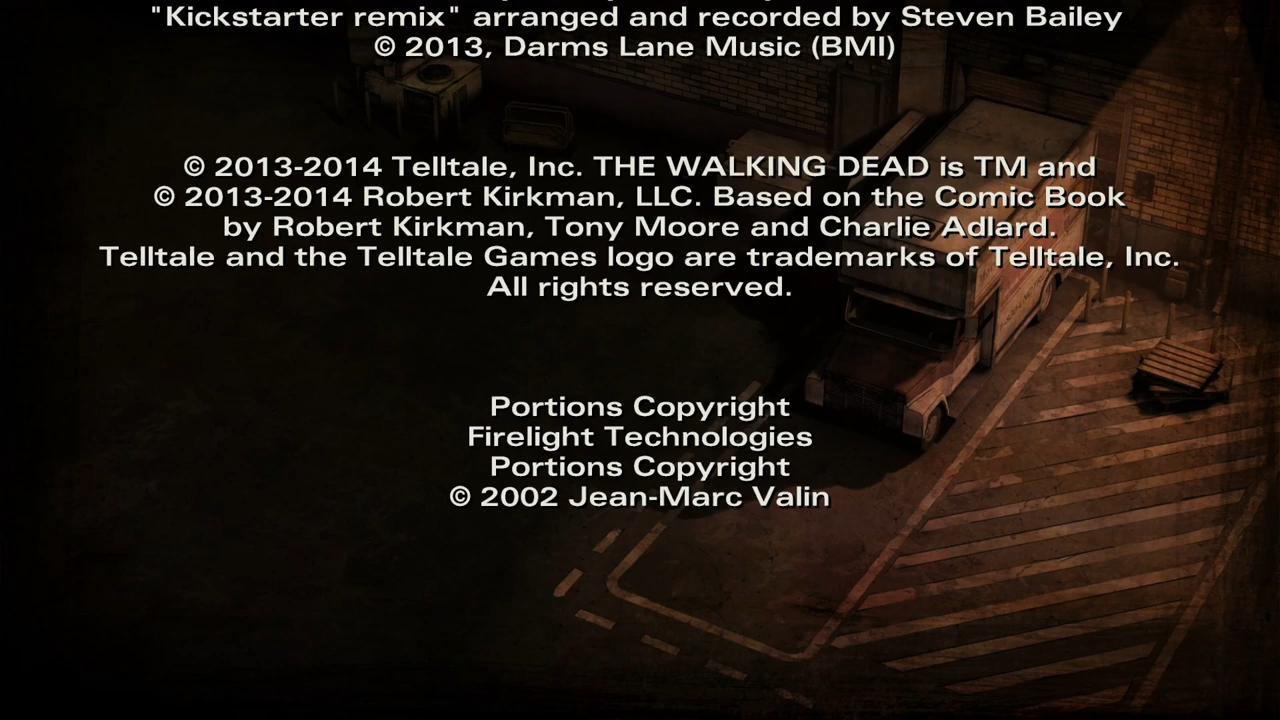 "Kickstarter remix" arranged and recorded by Steven Bailey
© 2013, Darms Lane Music (BMI)
© 2013-2014 Telltale, Inc. THE WALKING DEAD is TM and
© 2013-2014 Robert Kirkman, LLC. Based on the Comic Book
by Robert Kirkman, Tony Moore and Charlie Adlard.
Telltale and the Telltale Games logo are trademarks of Telltale, Inc.
All rights reserved.
Portions Copyright
Firelight Technologies
Portions Copyright
© 2002 Jean-Marc Valin